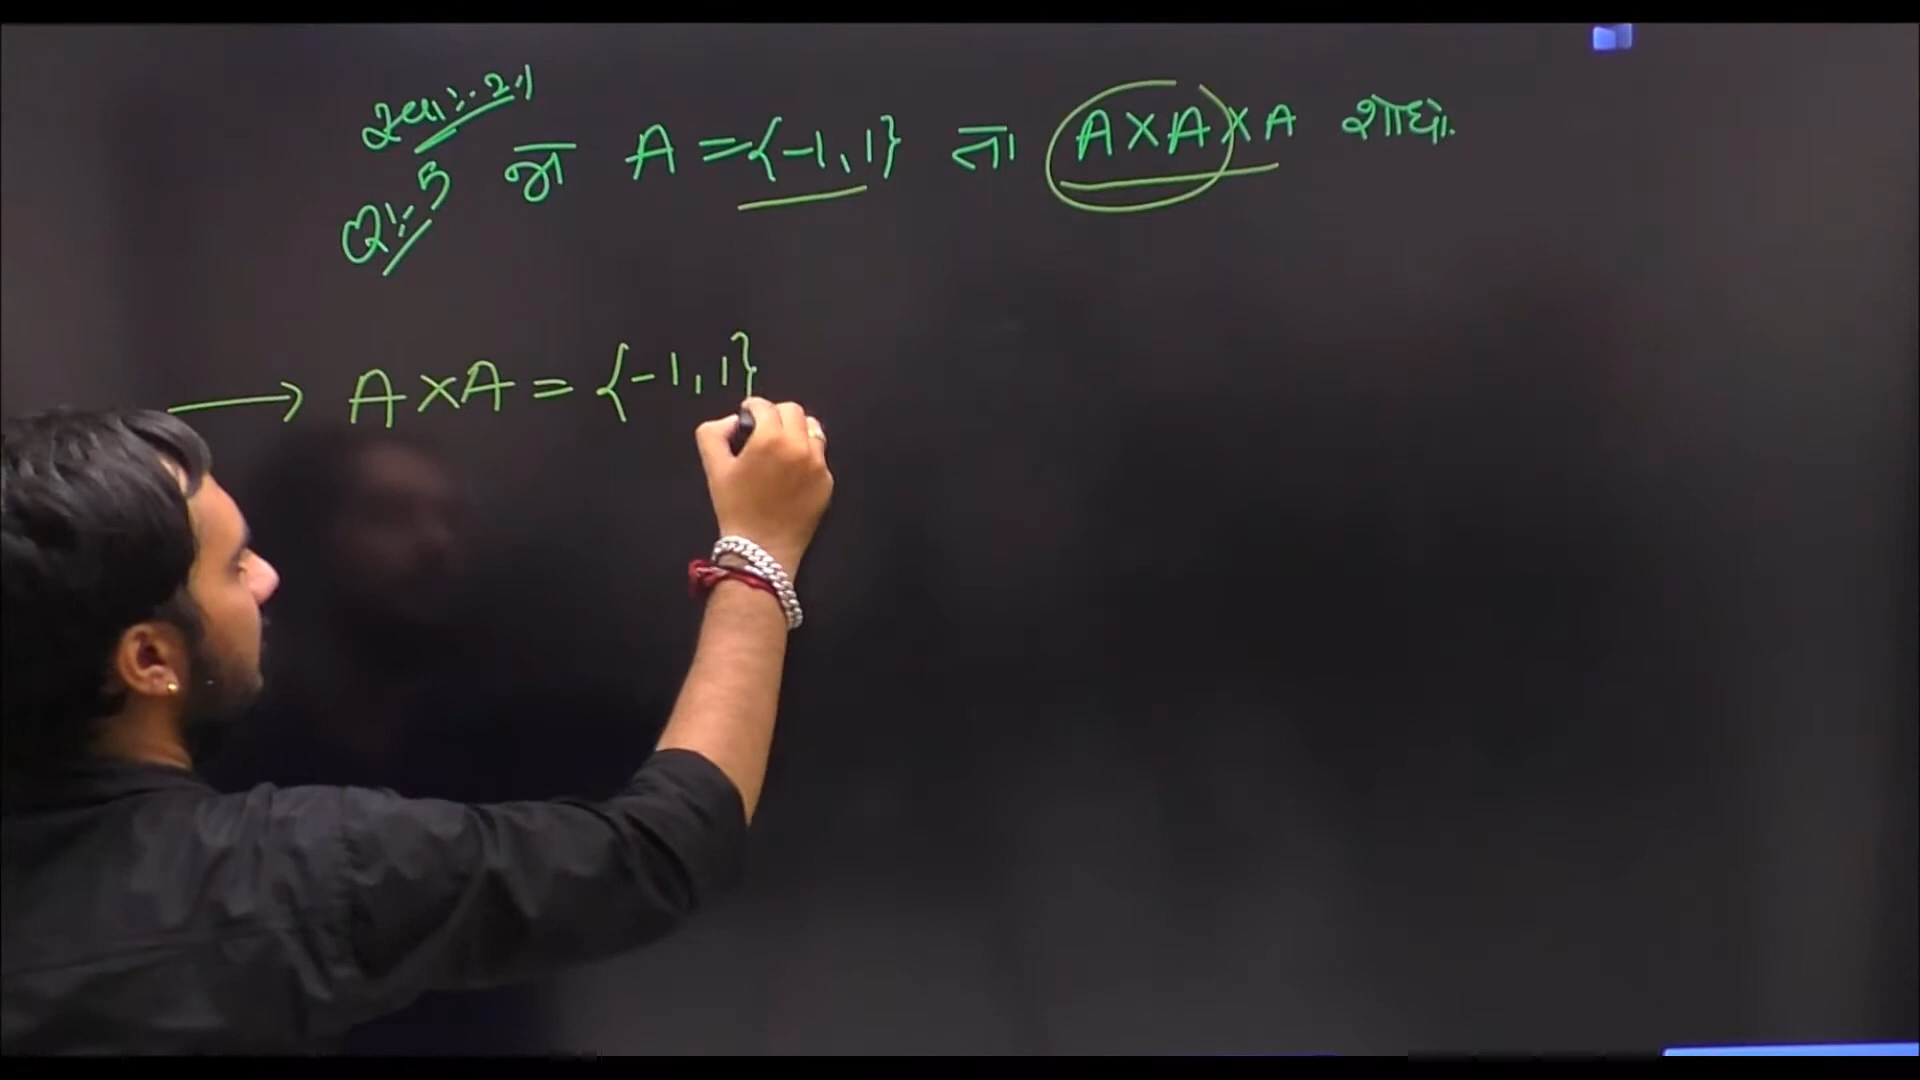 2.1
Q:- 5 જો A = {-1, 1} તો A×A×A શોધો.
→ A×A = {-1, 1}